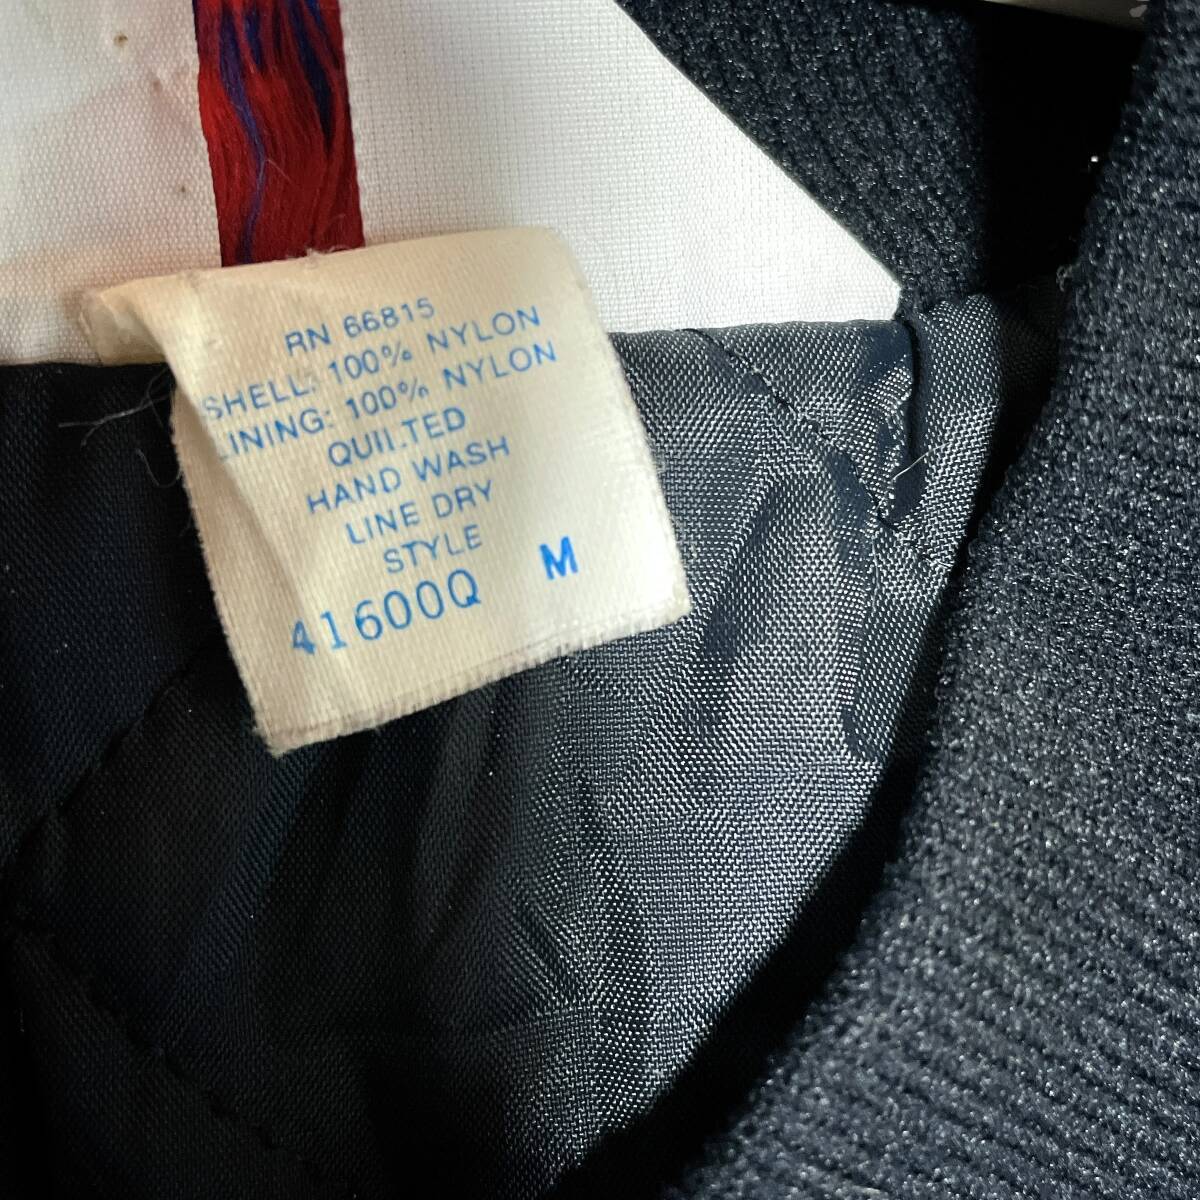 RN 66815
SHELL: 100% NYLON
LINING: 100% NYLON
QUILTED
HAND WASH
LINE DRY
STYLE
41600Q M